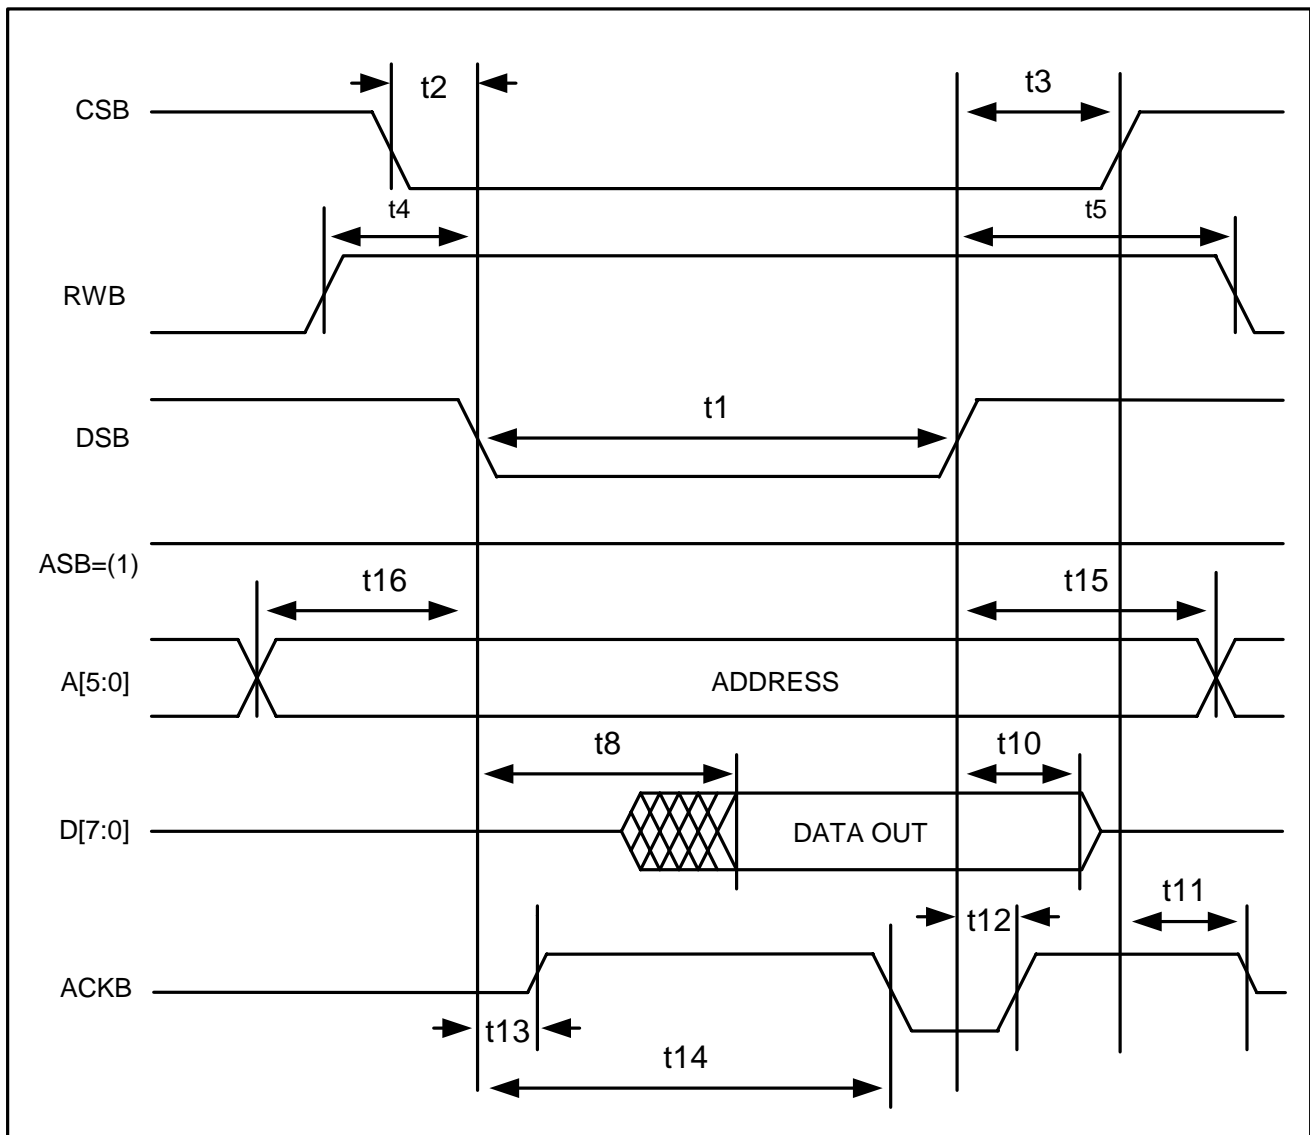 t2
t3
CSB
t4
t5
RWB
t1
DSB
ASB=(1)
t16
t15
A[5:0]
ADDRESS
t8
t10
D[7:0]
DATA OUT
t11
t12
ACKB
t13
t14